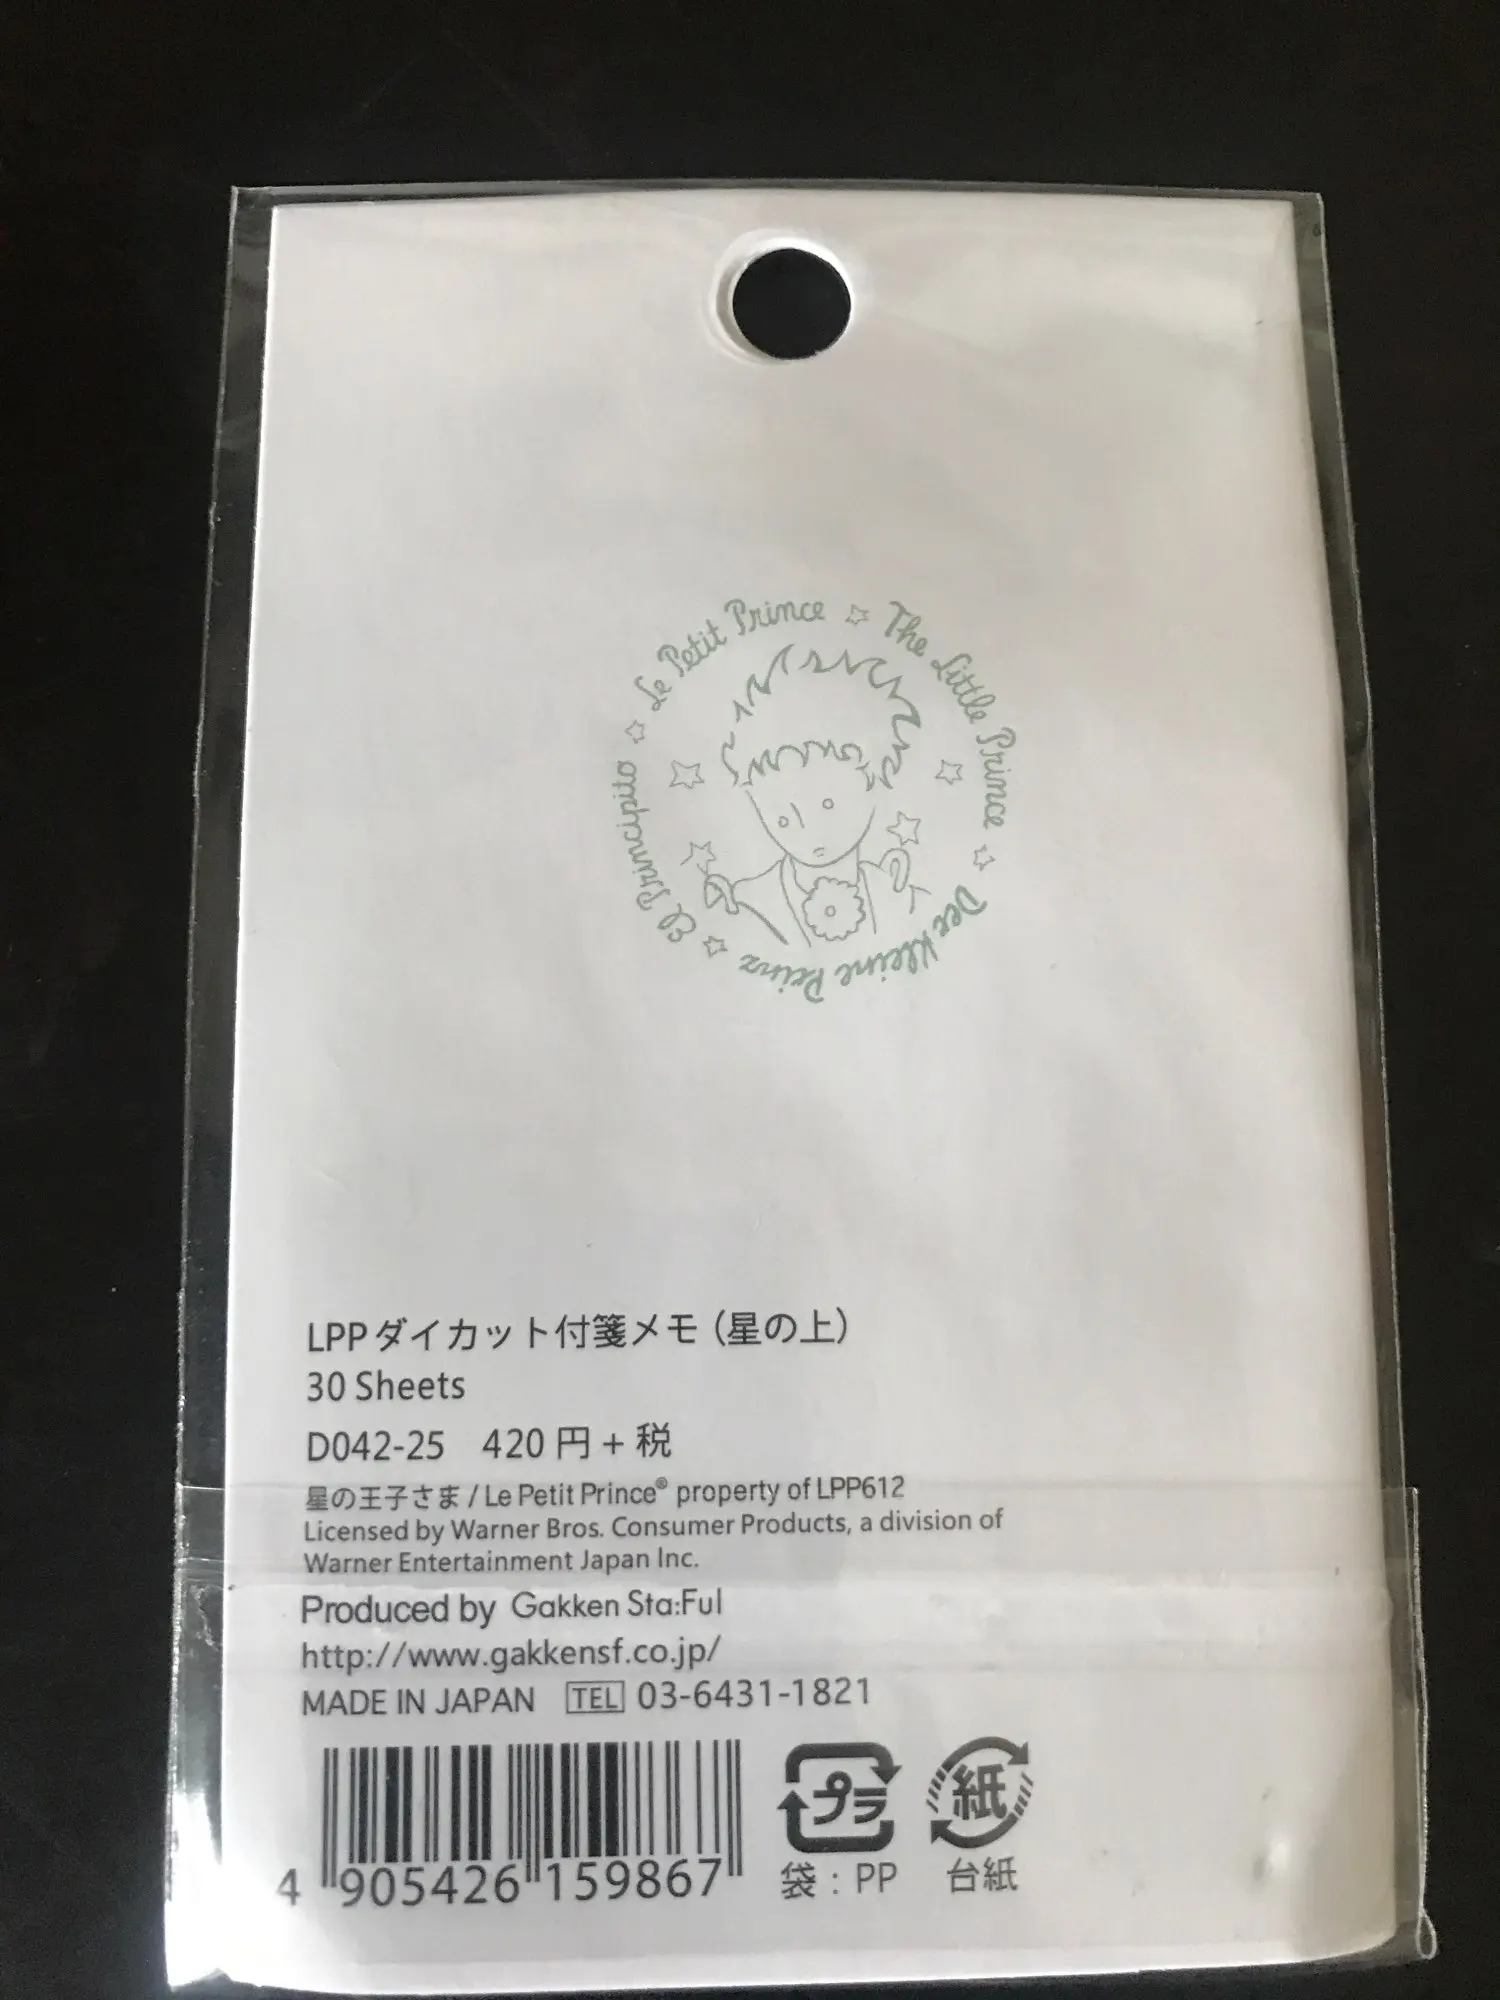 Le Petit Prince ☆ The Little Prince ☆ Der Kleine Prinz ☆ El Principito ☆
LPPダイカット付箋メモ（星の上）
30 Sheets
D042-25　420円+税
星の王子さま / Le Petit Prince® property of LPP612
Licensed by Warner Bros. Consumer Products, a division of
Warner Entertainment Japan Inc.
Produced by Gakken Sta:Ful
http://www.gakkensf.co.jp/
MADE IN JAPAN TEL 03-6431-1821
プラ 紙
4 905426 159867 袋：PP 台紙